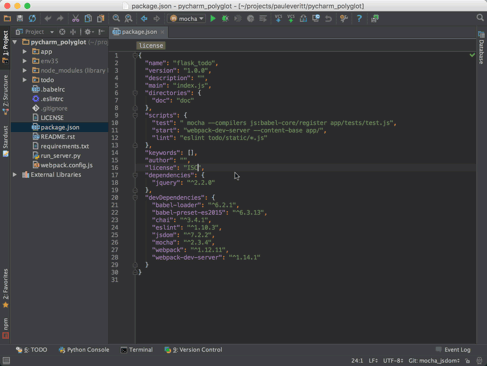 package.json - pycharm_polyglot - [~/projects/pauleveritt/pycharm_polyglot]
mocha
VCS VCS
Project
package.json
pycharm_polyglot (~/proj
app
env35
node_modules (library
todo
.babelrc
.eslintrc
.gitignore
LICENSE
package.json
README.rst
requirements.txt
run_server.py
webpack.config.js
External Libraries
1: Project
7: Structure
Stardust
2: Favorites
npm
Database
license
1 {
2 "name": "flask_todo",
3 "version": "1.0.0",
4 "description": "",
5 "main": "index.js",
6 "directories": {
7 "doc": "doc"
8 },
9 "scripts": {
10 "test": " mocha --compilers js:babel-core/register app/tests/test.js",
11 "start": "webpack-dev-server --content-base app/",
12 "lint": "eslint todo/static/*.js"
13 },
14 "keywords": [],
15 "author": "",
16 "license": "ISC",
17 "dependencies": {
18 "jquery": "^2.2.0"
19 },
20 "devDependencies": {
21 "babel-loader": "^6.2.1",
22 "babel-preset-es2015": "^6.3.13",
23 "chai": "^3.4.1",
24 "eslint": "^1.10.3",
25 "jsdom": "^7.2.2",
26 "mocha": "^2.3.4",
27 "webpack": "^1.12.11",
28 "webpack-dev-server": "^1.14.1"
29 }
30 }
31
6: TODO
Python Console
Terminal
9: Version Control
Event Log
24:1 LF÷ UTF-8÷ Git: mocha_jsdom÷